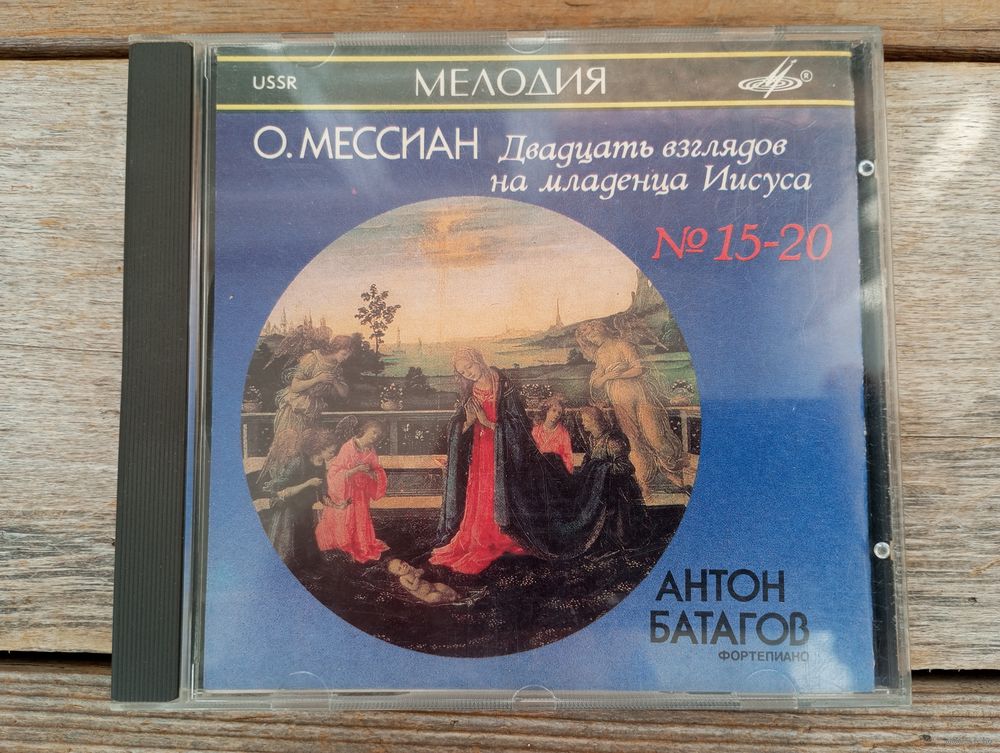 USSR
МЕЛОДИЯ
®
О. МЕССИАН Двадцать взглядов
на младенца Иисуса
№ 15-20
АНТОН
БАТАГОВ
ФОРТЕПИАНО